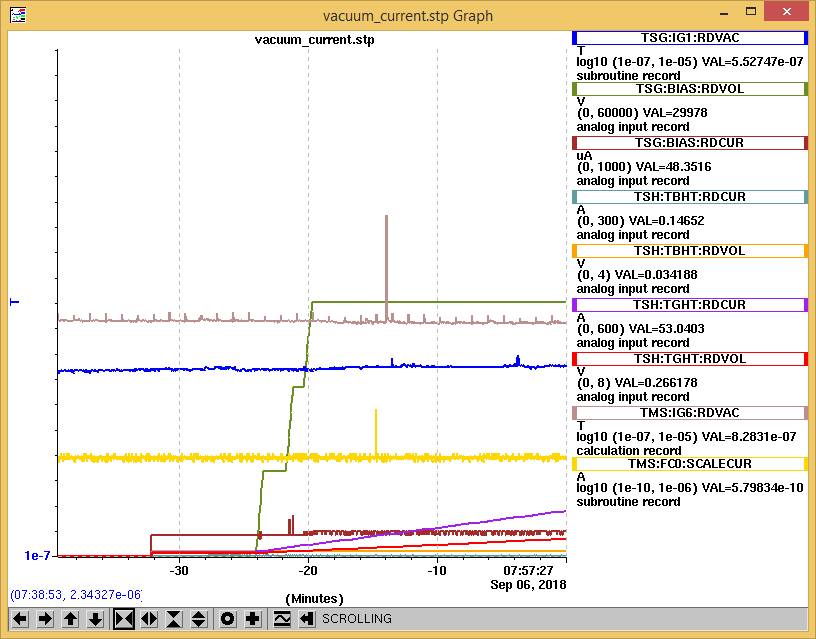 vacuum_current.stp Graph
vacuum_current.stp
T
1e-7
-30
-20
-10
07:57:27
Sep 06, 2018
(07:38:53, 2.34327e-06)
(Minutes)
TSG:IG1:RDVAC
T
log10 (1e-07, 1e-05) VAL=5.52747e-07
subroutine record
TSG:BIAS:RDVOL
V
(0, 60000) VAL=29978
analog input record
TSG:BIAS:RDCUR
uA
(0, 1000) VAL=48.3516
analog input record
TSH:TBHT:RDCUR
A
(0, 300) VAL=0.14652
analog input record
TSH:TBHT:RDVOL
V
(0, 4) VAL=0.034188
analog input record
TSH:TGHT:RDCUR
A
(0, 600) VAL=53.0403
analog input record
TSH:TGHT:RDVOL
V
(0, 8) VAL=0.266178
analog input record
TMS:IG6:RDVAC
T
log10 (1e-07, 1e-05) VAL=8.2831e-07
calculation record
TMS:FC0:SCALECUR
A
log10 (1e-10, 1e-06) VAL=5.79834e-10
subroutine record
SCROLLING